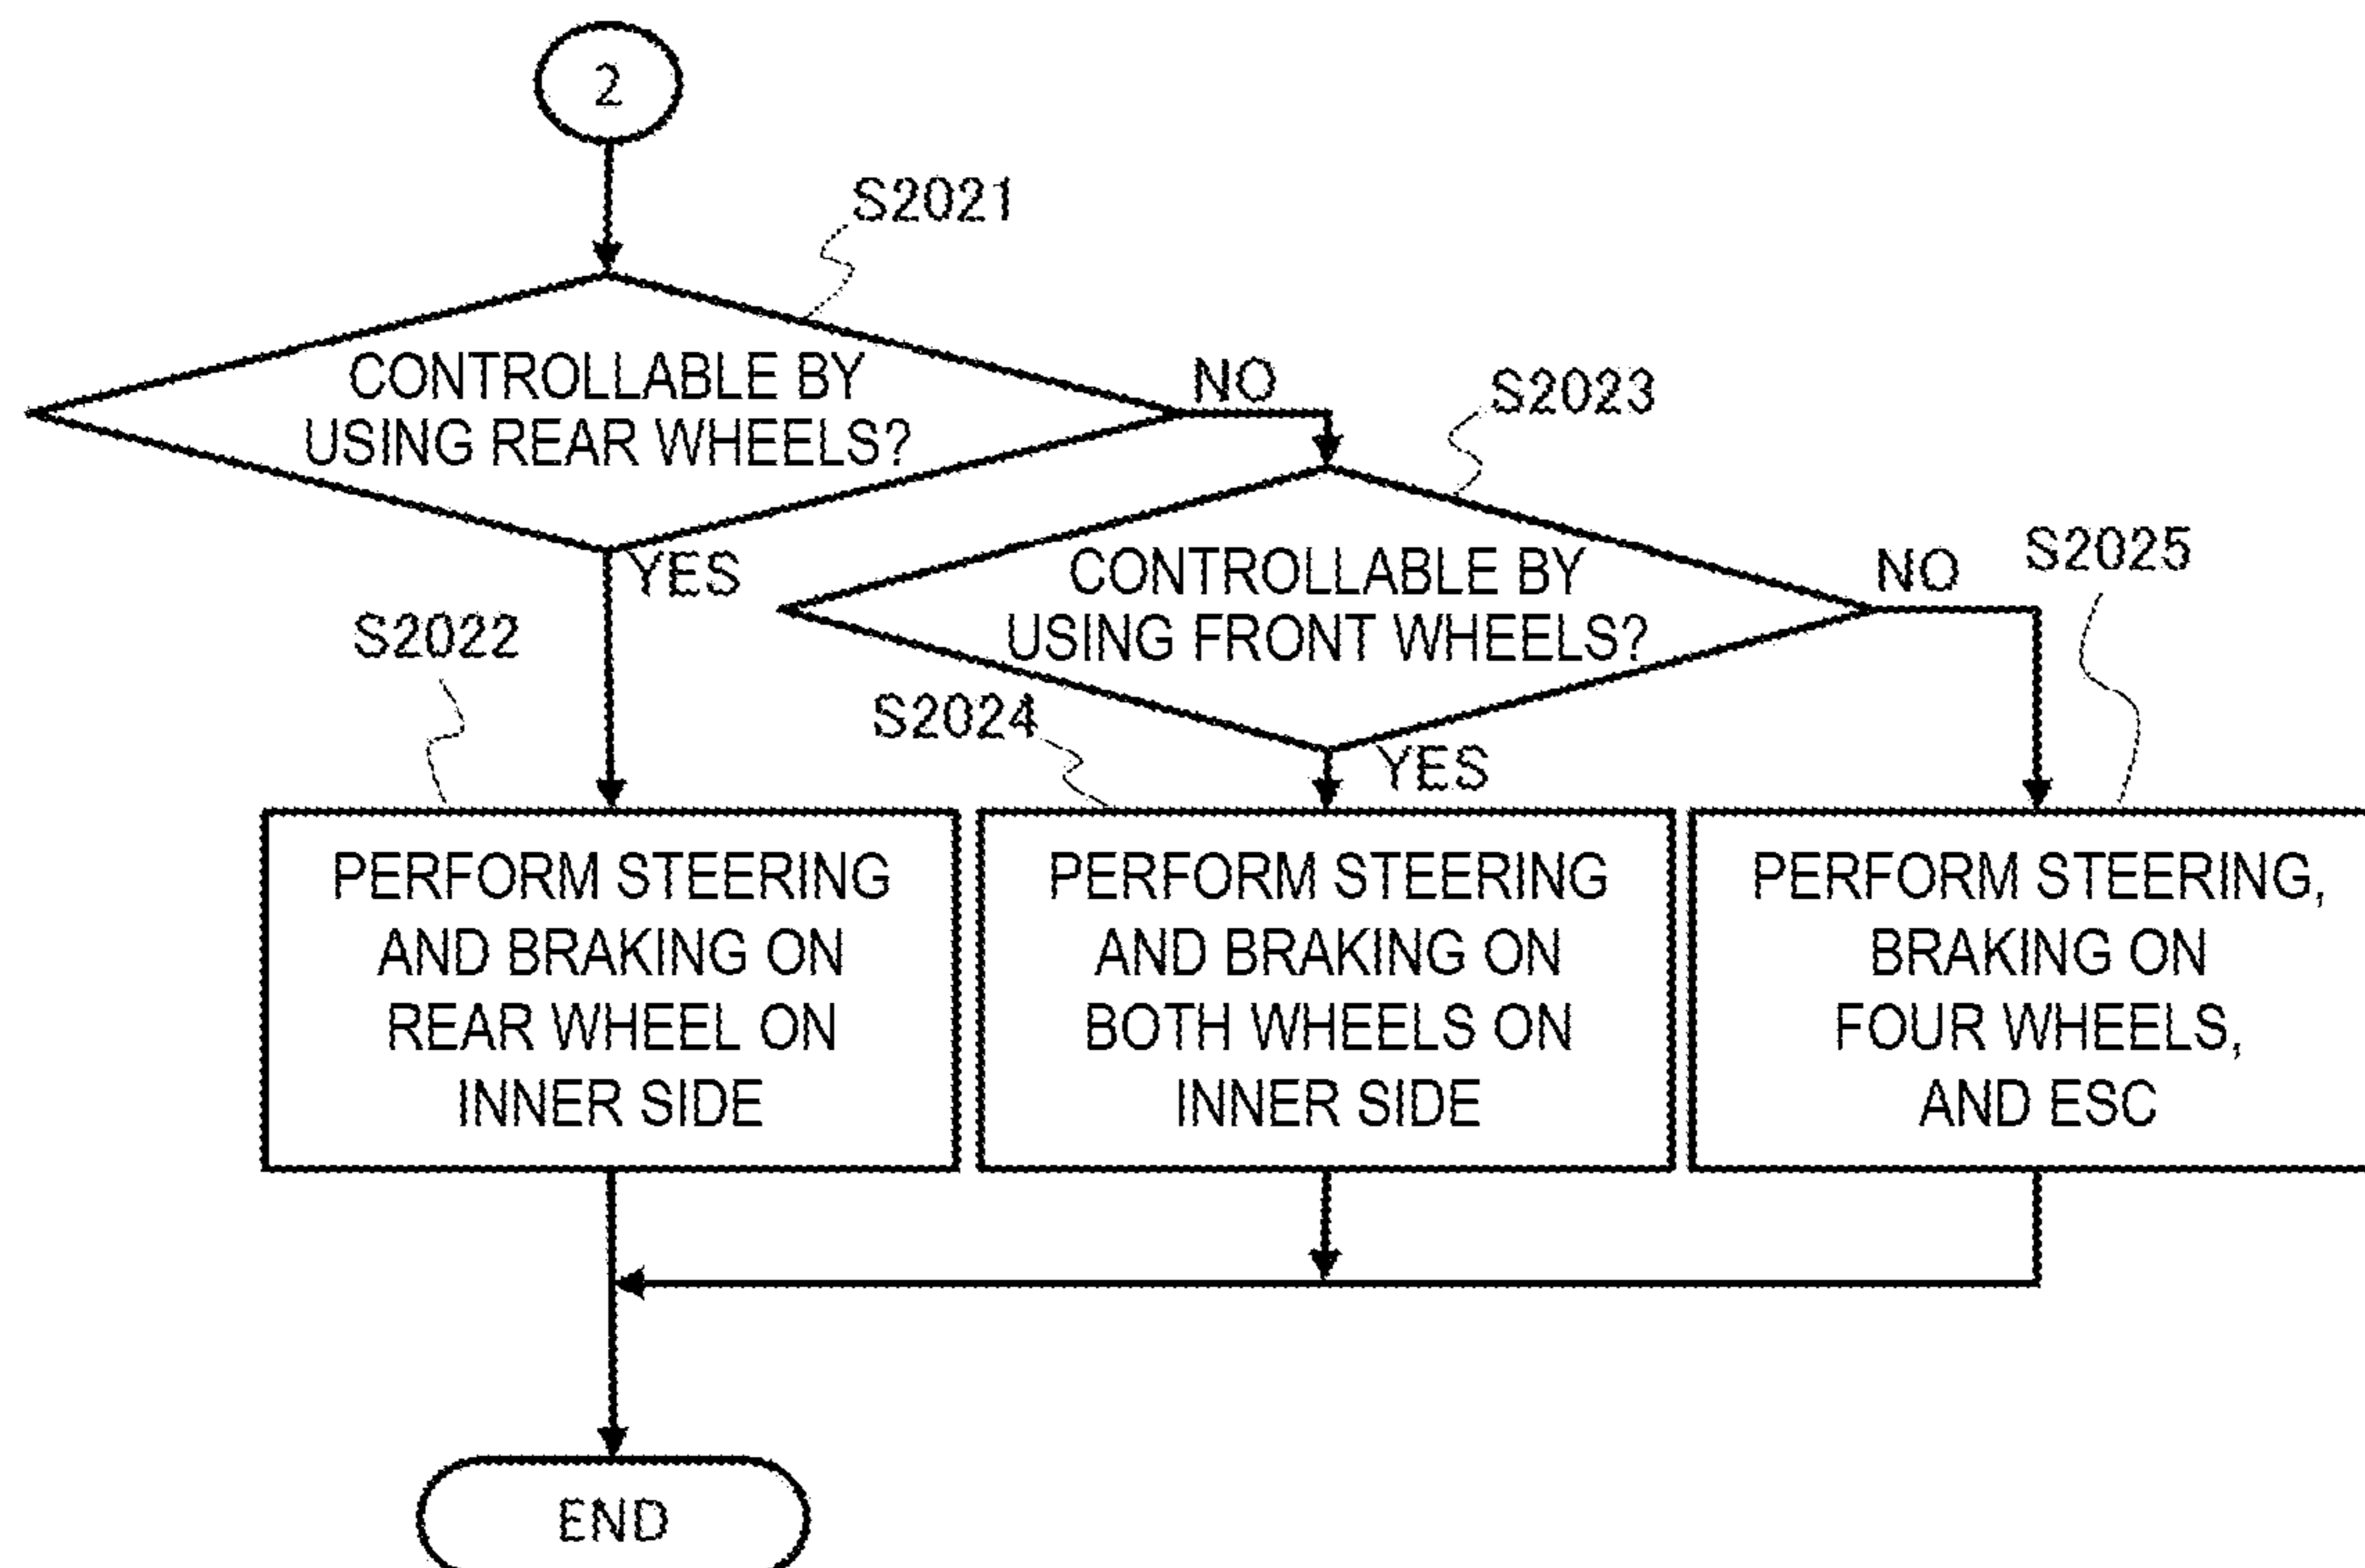 2
S2021
CONTROLLABLE BY
USING REAR WHEELS?
NO
YES
S2023
CONTROLLABLE BY
USING FRONT WHEELS?
NO
YES
S2022
PERFORM STEERING
AND BRAKING ON
REAR WHEEL ON
INNER SIDE
S2024
PERFORM STEERING
AND BRAKING ON
BOTH WHEELS ON
INNER SIDE
S2025
PERFORM STEERING,
BRAKING ON
FOUR WHEELS,
AND ESC
END